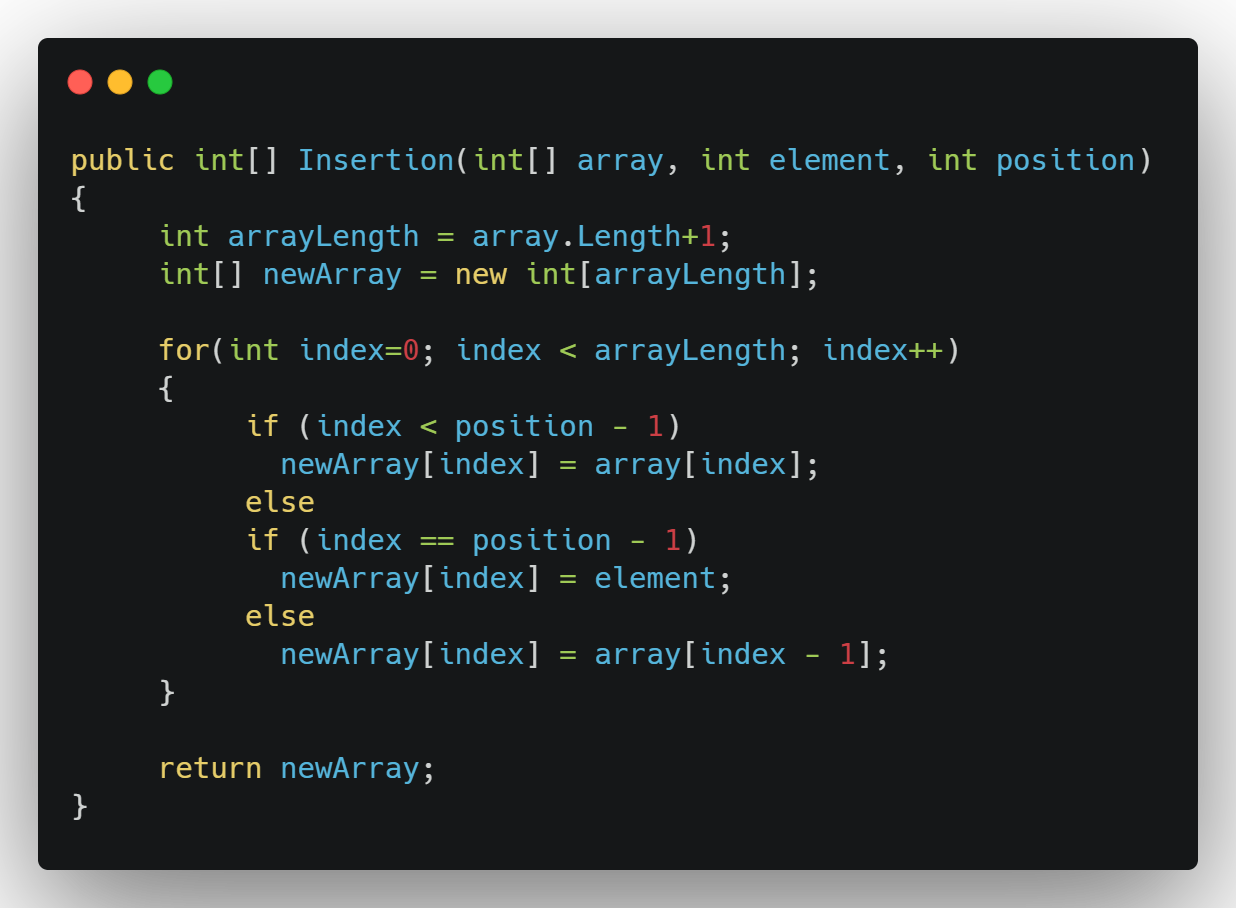 public int[] Insertion(int[] array, int element, int position)
{
     int arrayLength = array.Length+1;
     int[] newArray = new int[arrayLength];

     for(int index=0; index < arrayLength; index++)
     {
          if (index < position - 1)
            newArray[index] = array[index];
          else
          if (index == position - 1)
            newArray[index] = element;
          else
            newArray[index] = array[index - 1];
     }

     return newArray;
}